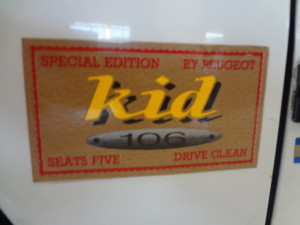 SPECIAL EDITION BY PEUGEOT
kid
106
SEATS FIVE DRIVE CLEAN